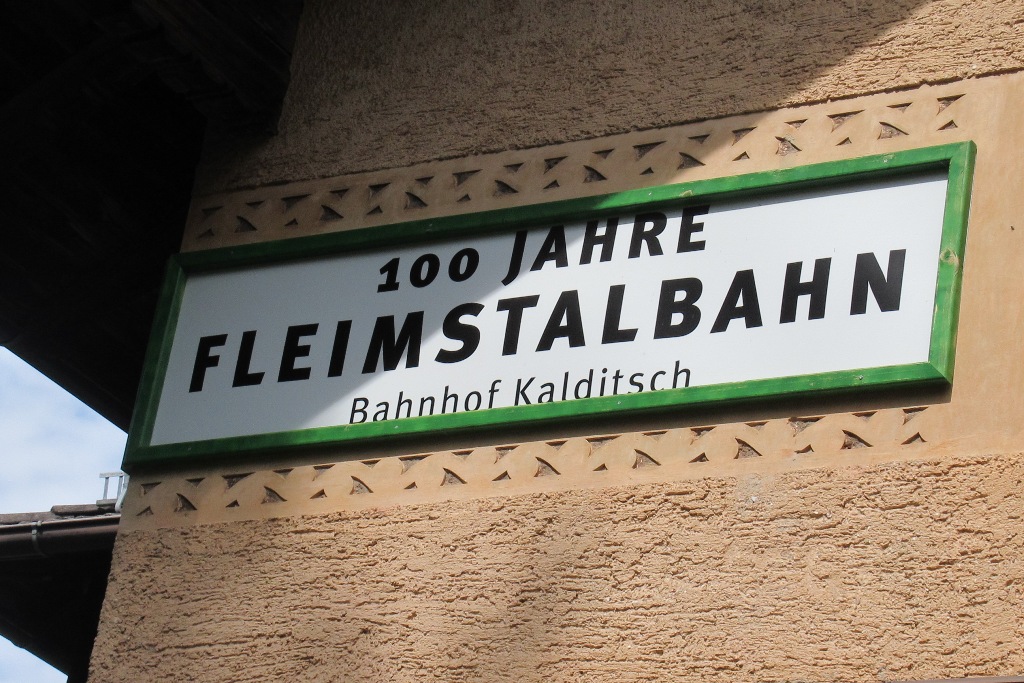 100 JAHRE
FLEIMSTALBAHN
Bahnhof Kalditsch